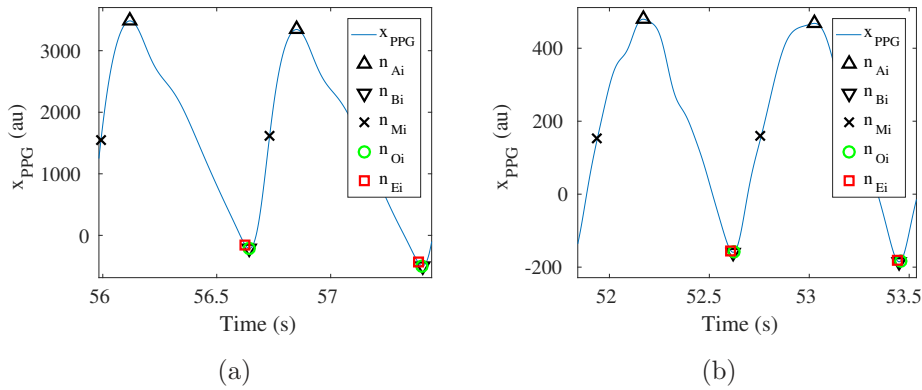 3000
2000
1000
0
x_PPG (au)
56
56.5
57
Time (s)
x_PPG
n_Ai
n_Bi
n_Mi
n_Oi
n_Ei
(a)
400
200
0
-200
x_PPG (au)
52
52.5
53
53.5
Time (s)
x_PPG
n_Ai
n_Bi
n_Mi
n_Oi
n_Ei
(b)